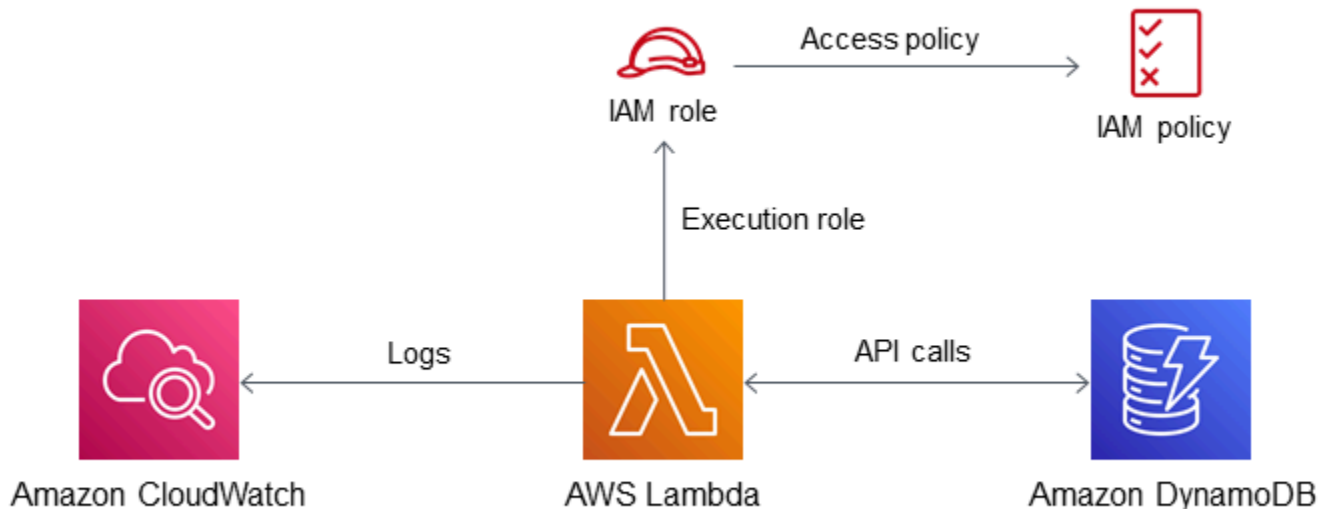 Access policy
IAM role
IAM policy
Execution role
Logs
API calls
Amazon CloudWatch
AWS Lambda
Amazon DynamoDB